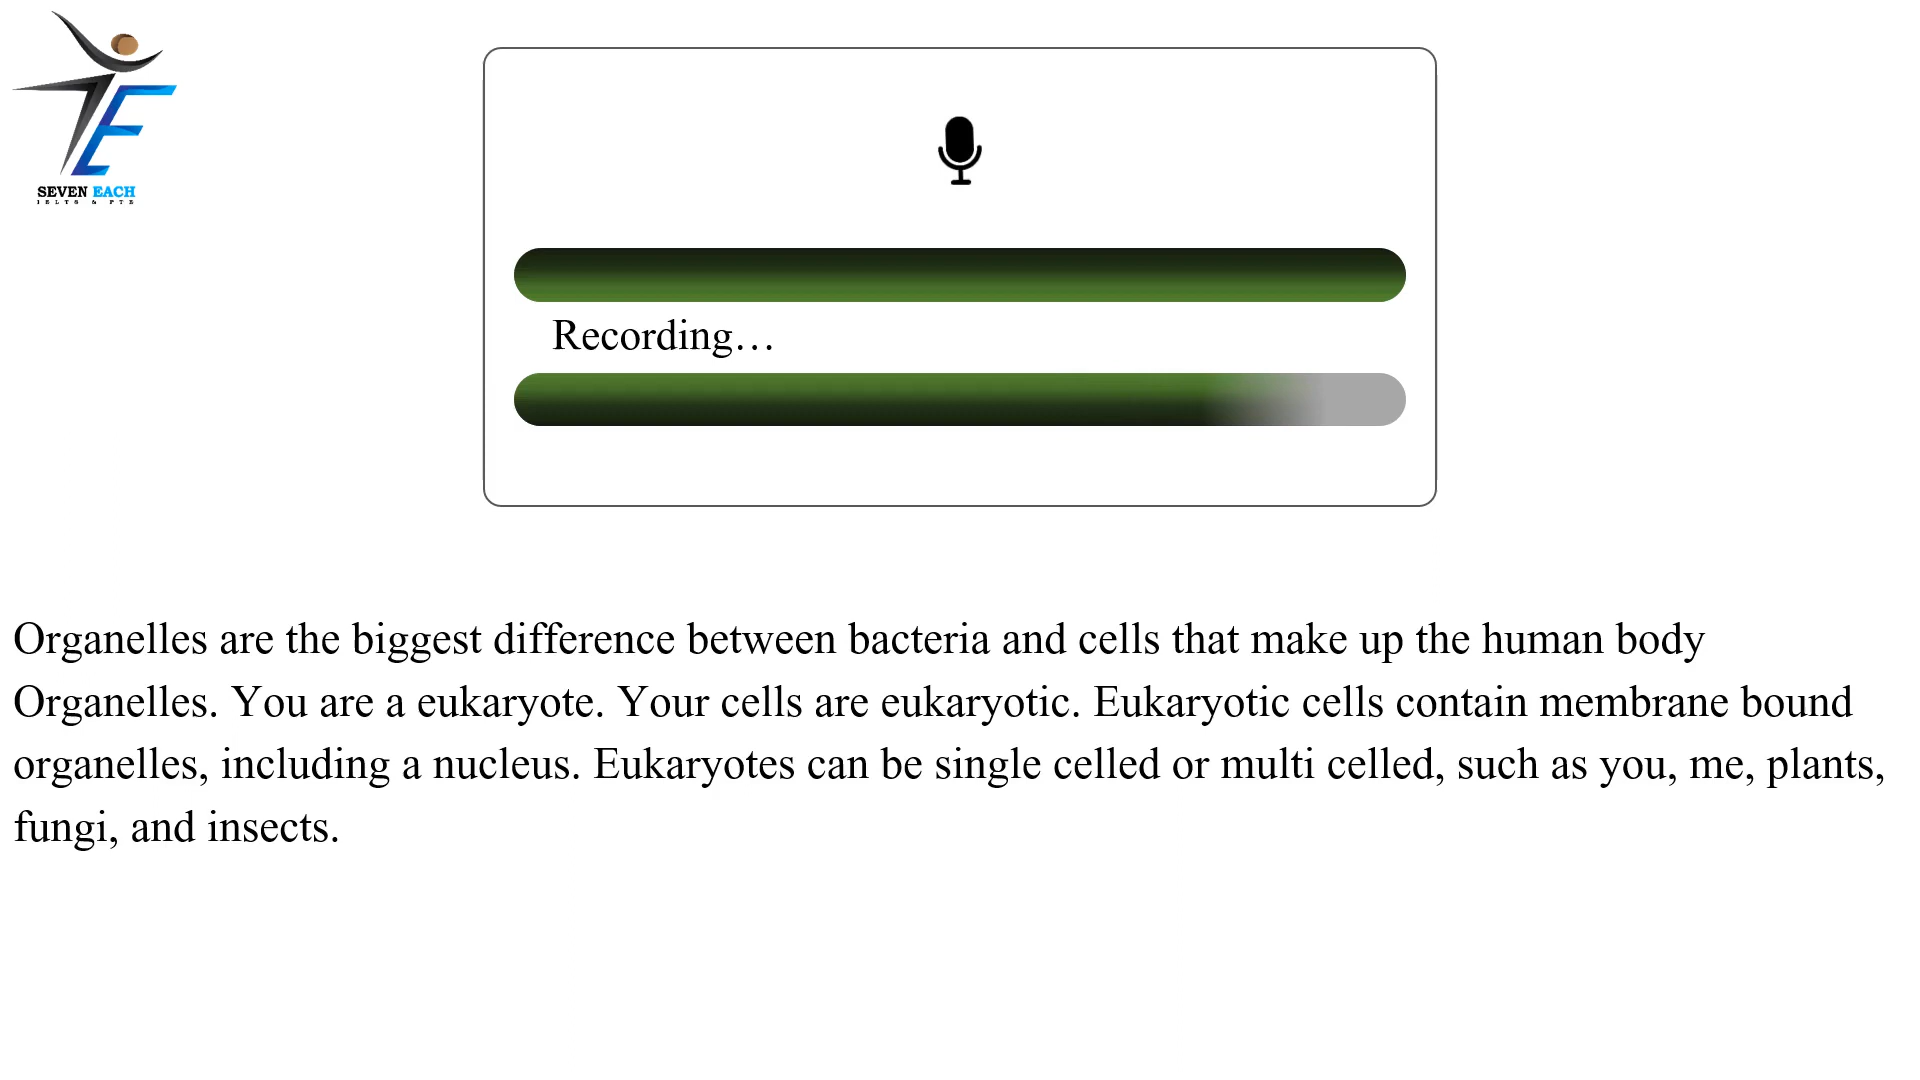 SEVEN EACH
IELTS & PTE
Recording…
Organelles are the biggest difference between bacteria and cells that make up the human body
Organelles. You are a eukaryote. Your cells are eukaryotic. Eukaryotic cells contain membrane bound
organelles, including a nucleus. Eukaryotes can be single celled or multi celled, such as you, me, plants,
fungi, and insects.